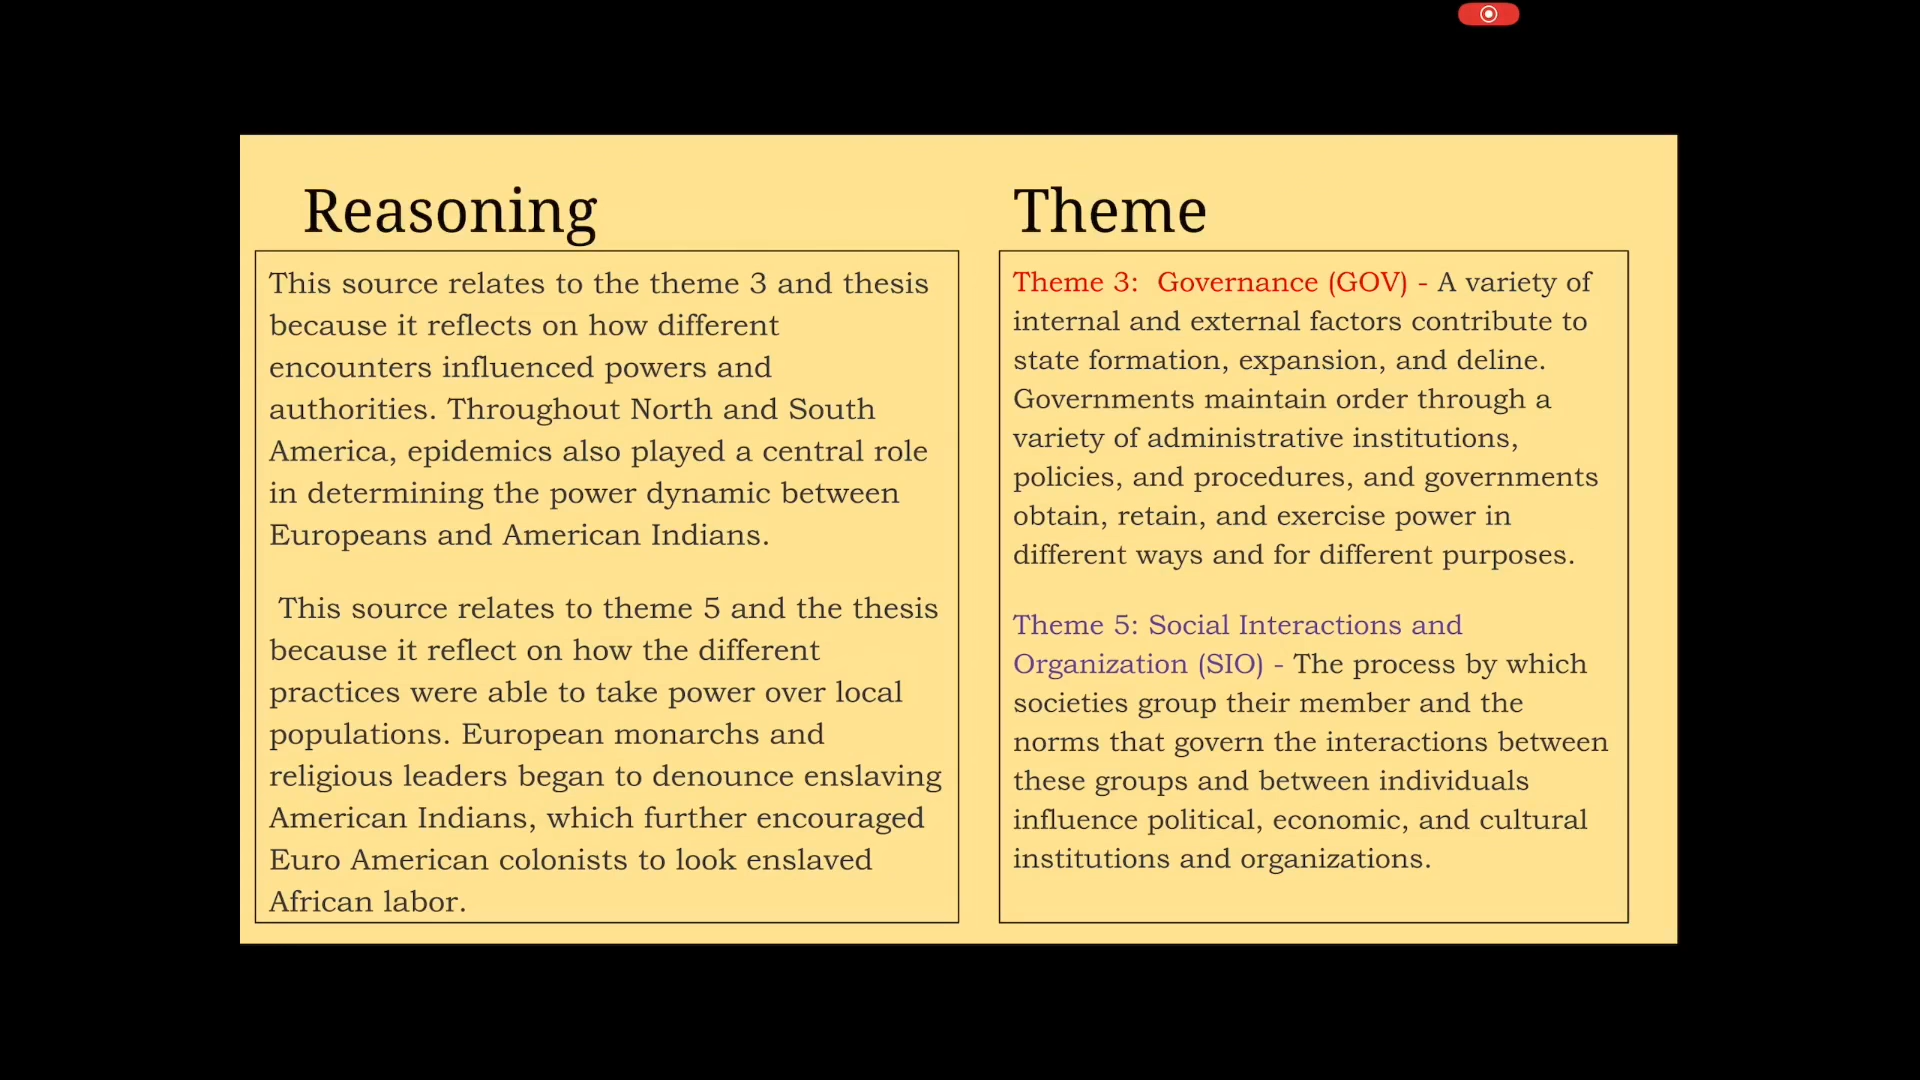 Reasoning
This source relates to the theme 3 and thesis
because it reflects on how different
encounters influenced powers and
authorities. Throughout North and South
America, epidemics also played a central role
in determining the power dynamic between
Europeans and American Indians.
This source relates to theme 5 and the thesis
because it reflect on how the different
practices were able to take power over local
populations. European monarchs and
religious leaders began to denounce enslaving
American Indians, which further encouraged
Euro American colonists to look enslaved
African labor.
Theme
Theme 3:  Governance (GOV) - A variety of
internal and external factors contribute to
state formation, expansion, and deline.
Governments maintain order through a
variety of administrative institutions,
policies, and procedures, and governments
obtain, retain, and exercise power in
different ways and for different purposes.
Theme 5: Social Interactions and
Organization (SIO) - The process by which
societies group their member and the
norms that govern the interactions between
these groups and between individuals
influence political, economic, and cultural
institutions and organizations.